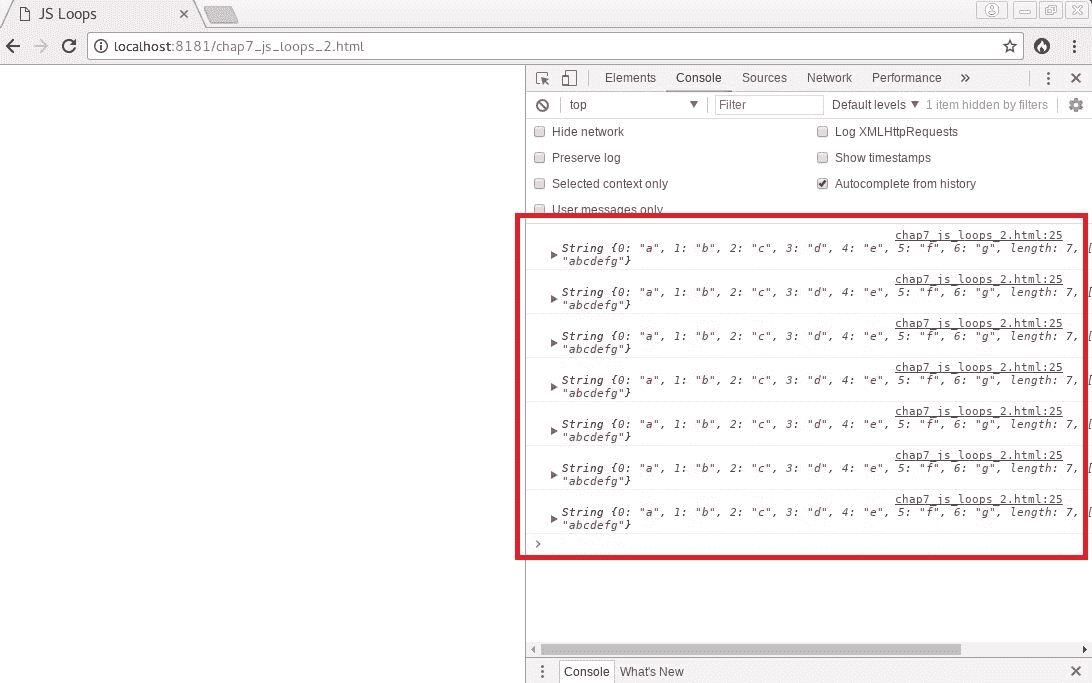 JS Loops
localhost:8181/chap7_js_loops_2.html
Elements Console Sources Network Performance »
top Filter Default levels 1 item hidden by filters
Hide network Log XMLHttpRequests
Preserve log Show timestamps
Selected context only Autocomplete from history
User messages only
chap7_js_loops_2.html:25
String {0: "a", 1: "b", 2: "c", 3: "d", 4: "e", 5: "f", 6: "g", length: 7, [
"abcdefg"}
chap7_js_loops_2.html:25
String {0: "a", 1: "b", 2: "c", 3: "d", 4: "e", 5: "f", 6: "g", length: 7, [
"abcdefg"}
chap7_js_loops_2.html:25
String {0: "a", 1: "b", 2: "c", 3: "d", 4: "e", 5: "f", 6: "g", length: 7, [
"abcdefg"}
chap7_js_loops_2.html:25
String {0: "a", 1: "b", 2: "c", 3: "d", 4: "e", 5: "f", 6: "g", length: 7, [
"abcdefg"}
chap7_js_loops_2.html:25
String {0: "a", 1: "b", 2: "c", 3: "d", 4: "e", 5: "f", 6: "g", length: 7, [
"abcdefg"}
chap7_js_loops_2.html:25
String {0: "a", 1: "b", 2: "c", 3: "d", 4: "e", 5: "f", 6: "g", length: 7, [
"abcdefg"}
chap7_js_loops_2.html:25
String {0: "a", 1: "b", 2: "c", 3: "d", 4: "e", 5: "f", 6: "g", length: 7, [
"abcdefg"}
>
Console What's New